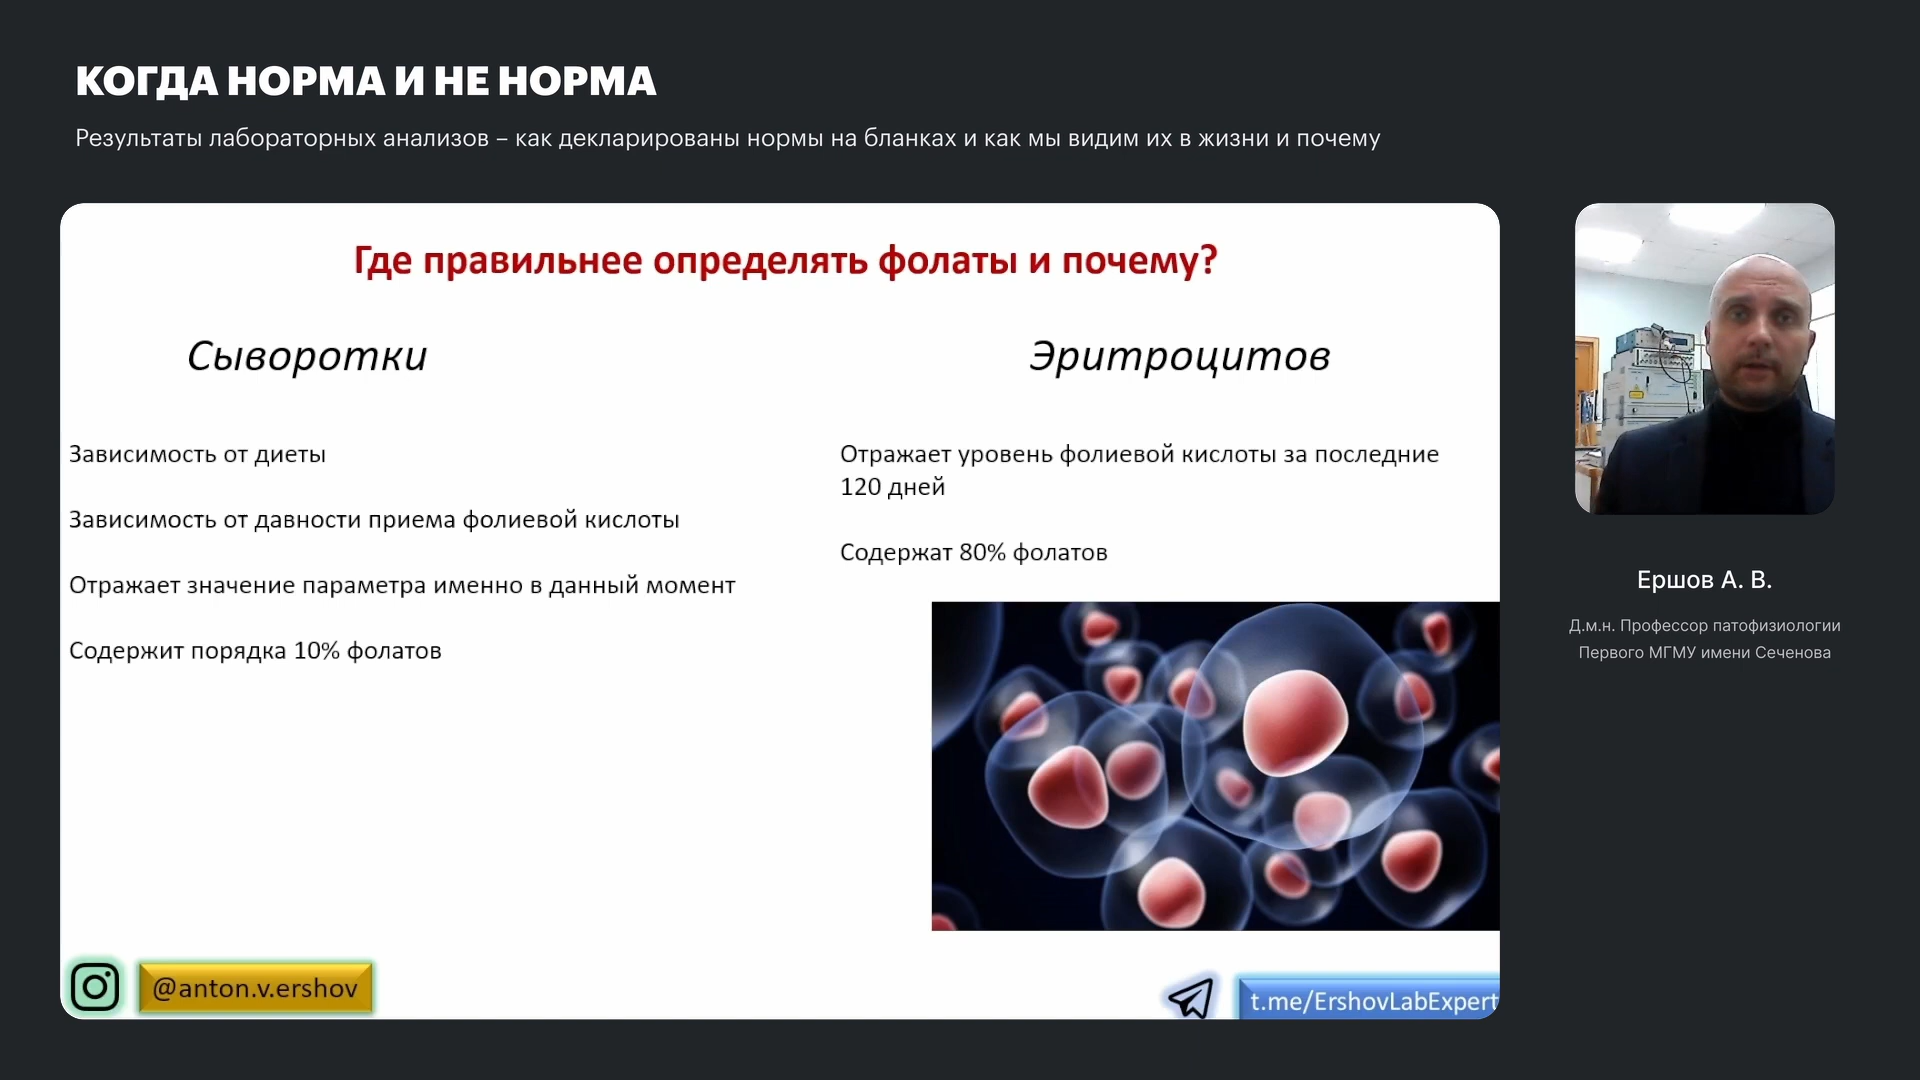 КОГДА НОРМА И НЕ НОРМА
Результаты лабораторных анализов – как декларированы нормы на бланках и как мы видим их в жизни и почему
Где правильнее определять фолаты и почему?
Сыворотки
Зависимость от диеты
Зависимость от давности приема фолиевой кислоты
Отражает значение параметра именно в данный момент
Содержит порядка 10% фолатов
Эритроцитов
Отражает уровень фолиевой кислоты за последние
120 дней
Содержат 80% фолатов
@anton.v.ershov
t.me/ErshovLabExpert
Ершов А. В.
Д.м.н. Профессор патофизиологии
Первого МГМУ имени Сеченова